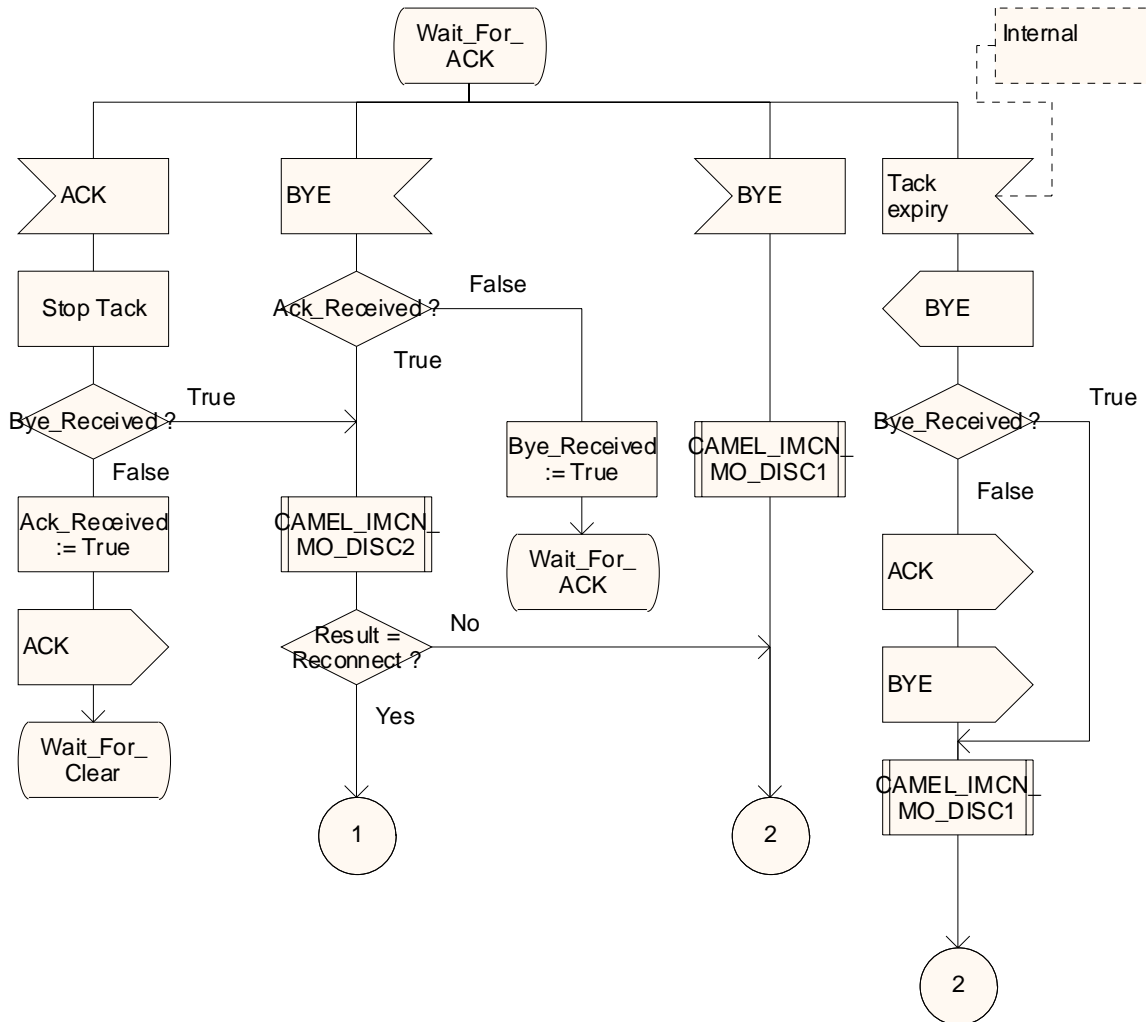 Wait_For_
ACK
Internal
ACK
BYE
BYE
Tack
expiry
Stop Tack
Ack_Received ?
False
True
BYE
Bye_Received ?
True
False
Bye_Received
:= True
CAMEL_IMCN_
MO_DISC1
Bye_Received ?
True
False
Ack_Received
:= True
CAMEL_IMCN_
MO_DISC2
Wait_For_
ACK
ACK
ACK
Result =
Reconnect ?
No
Yes
BYE
Wait_For_
Clear
CAMEL_IMCN_
MO_DISC1
1
2
2